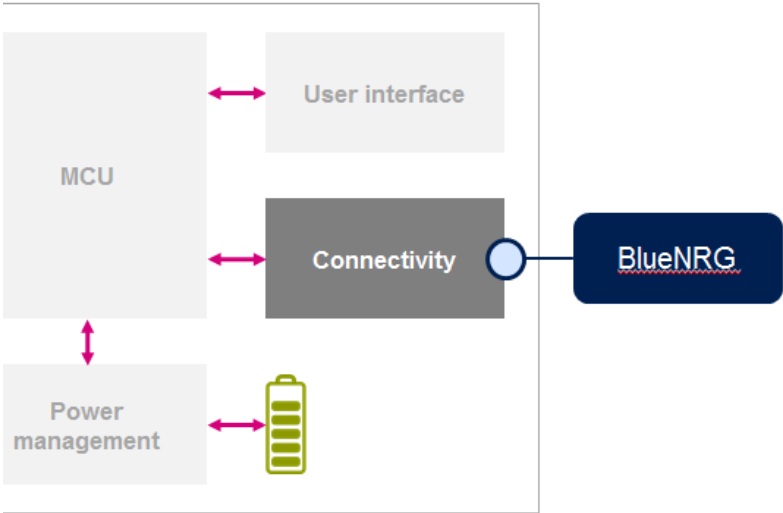 User interface
MCU
Connectivity
BlueNRG
Power
management